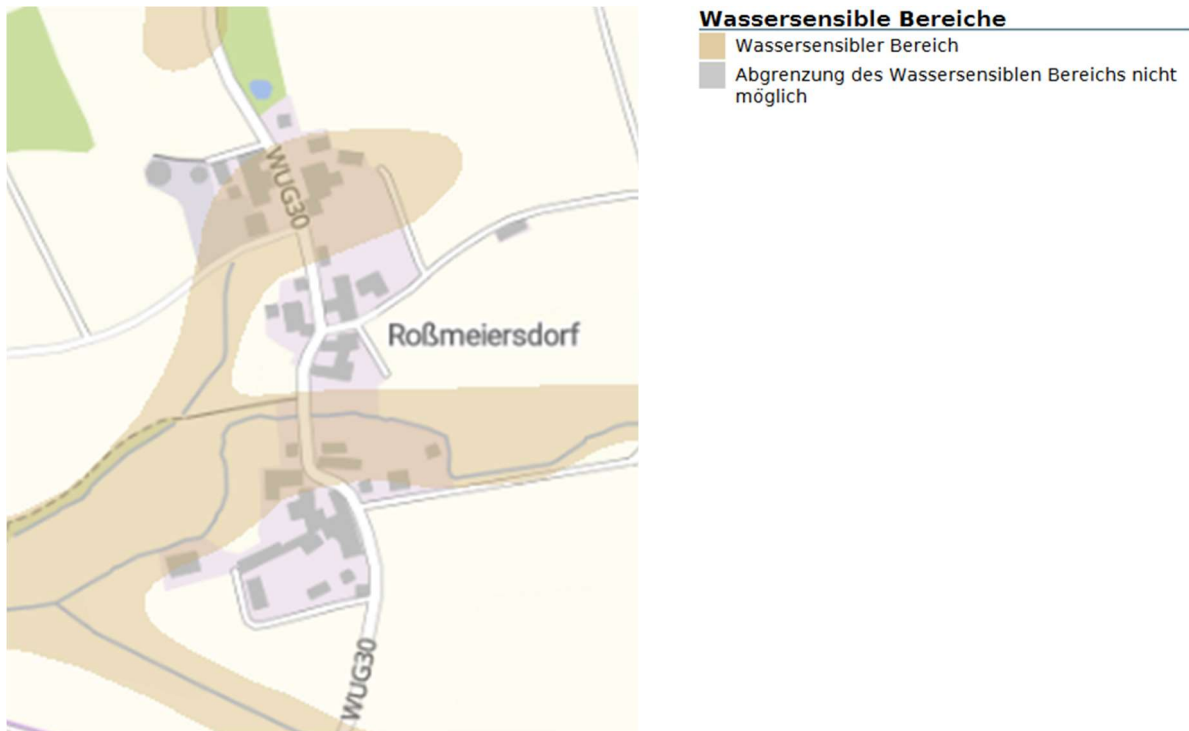 Wassersensible Bereiche
Wassersensibler Bereich
Abgrenzung des Wassersensiblen Bereichs nicht
möglich
WUG30
Roßmeiersdorf
WUG30